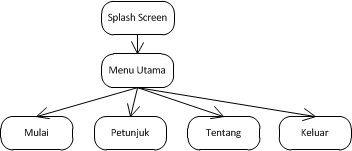 Splash Screen
Menu Utama
Mulai
Petunjuk
Tentang
Keluar